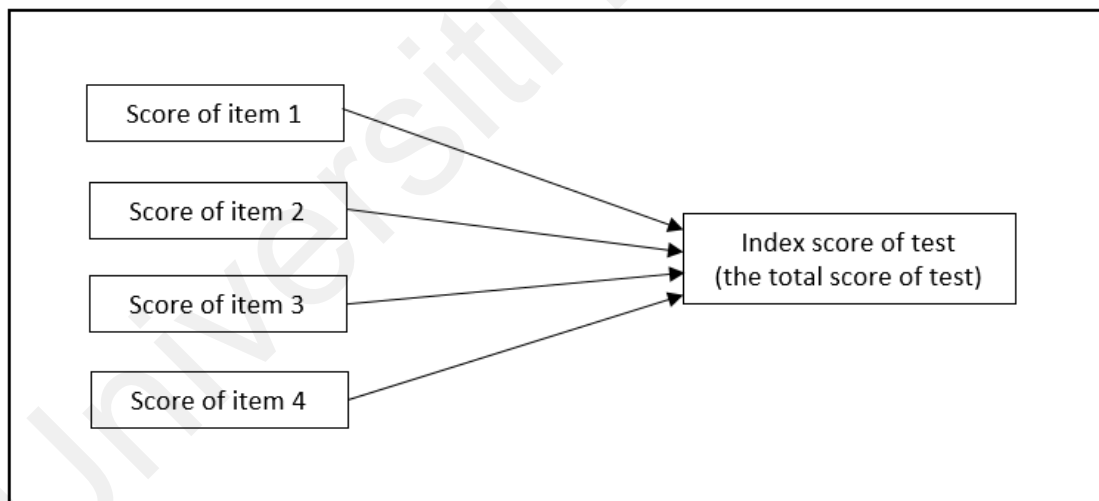 Universiti
Score of item 1
Score of item 2
Score of item 3
Score of item 4
Index score of test
(the total score of test)